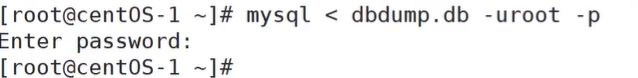 [root@centOS-1 ~]# mysql < dbdump.db -uroot -p
Enter password:
[root@centOS-1 ~]#